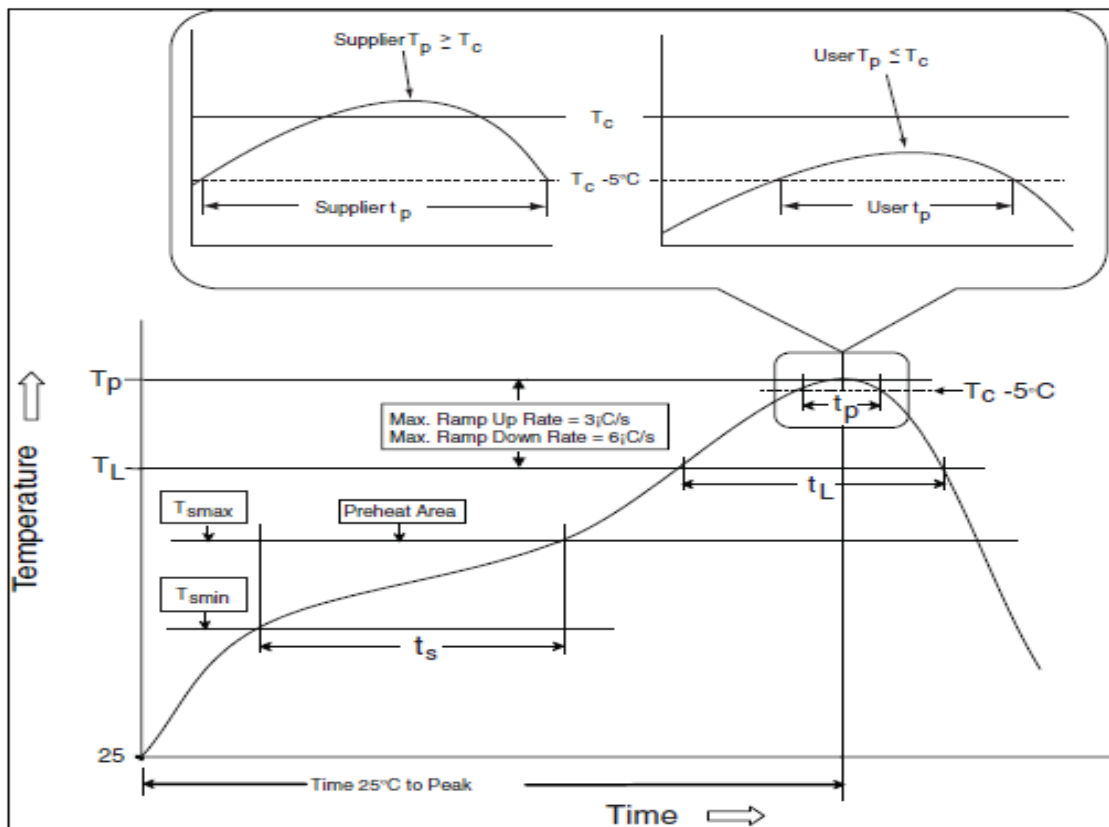 Supplier Tp ≥ Tc
User Tp ≤ Tc
Tc
Tc -5°C
Supplier tp
User tp
Tp
Tc -5°C
tp
Max. Ramp Up Rate = 3¡C/s
Max. Ramp Down Rate = 6¡C/s
TL
tL
Tsmax
Preheat Area
Tsmin
ts
Temperature
25
Time 25°C to Peak
Time